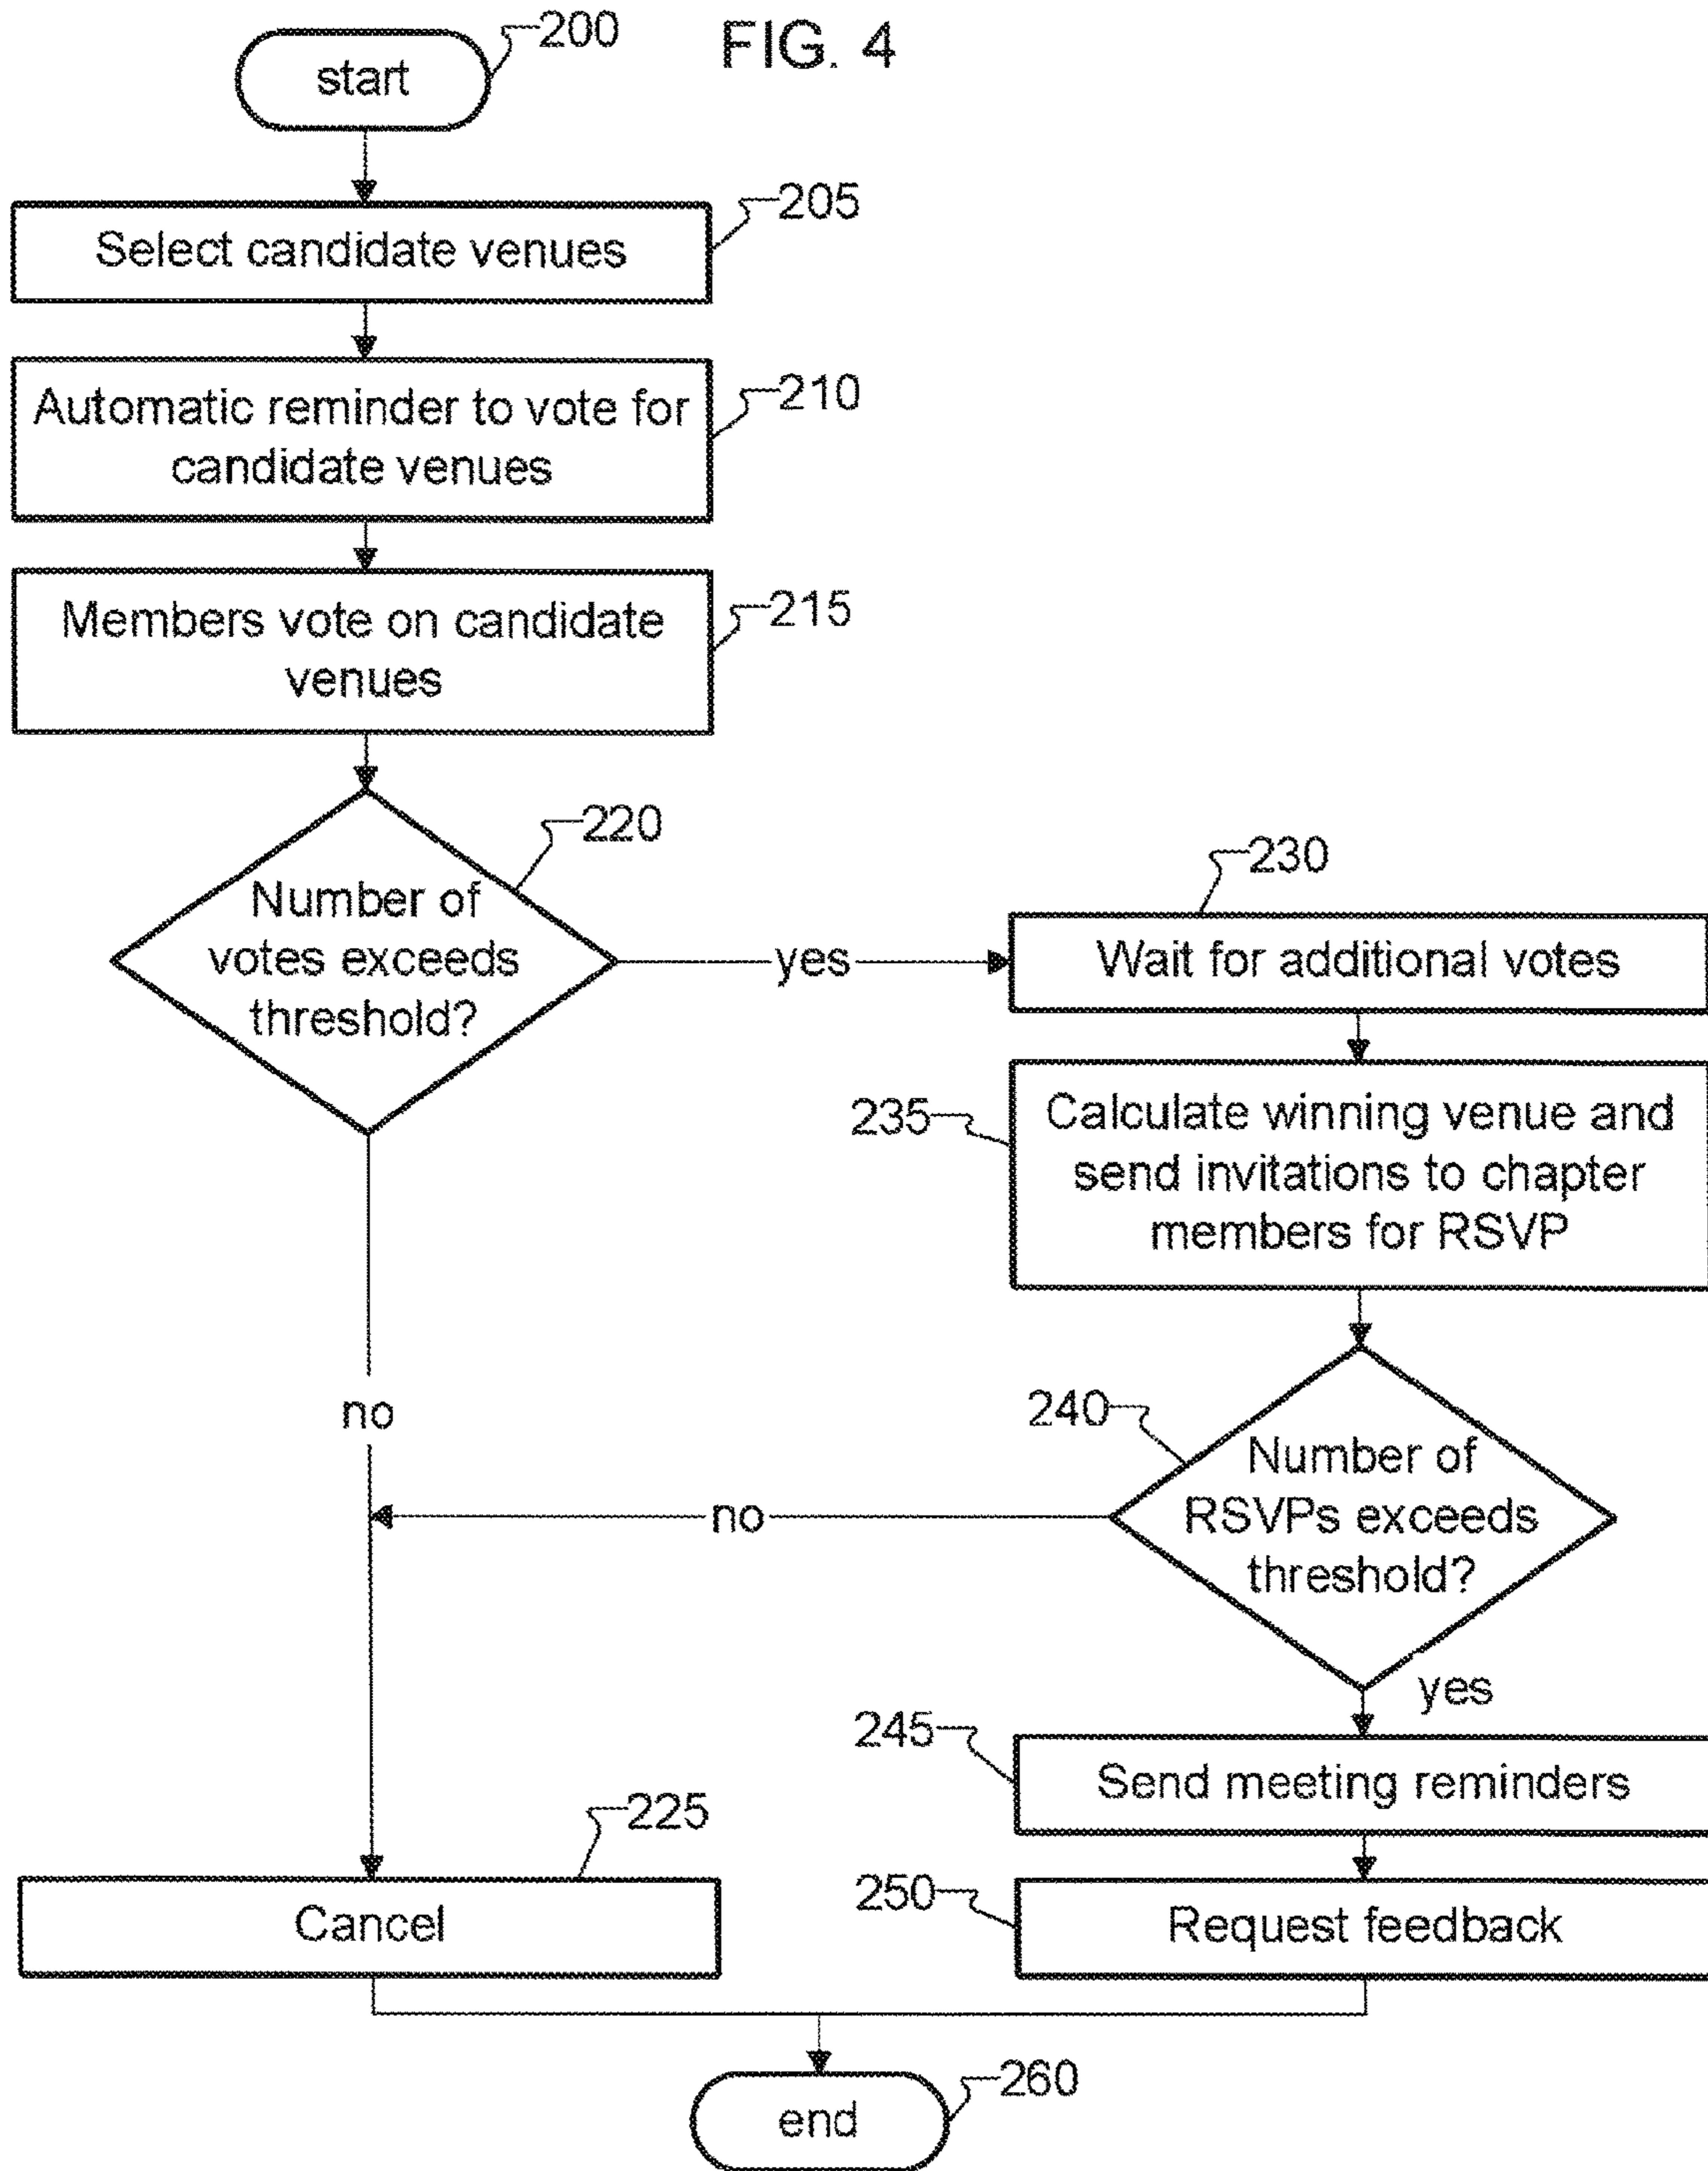 FIG. 4
200
start
205
Select candidate venues
210
Automatic reminder to vote for
candidate venues
215
Members vote on candidate
venues
220
Number of
votes exceeds
threshold?
yes
230
Wait for additional votes
235
Calculate winning venue and
send invitations to chapter
members for RSVP
no
240
Number of
RSVPs exceeds
threshold?
no
yes
245
Send meeting reminders
225
Cancel
250
Request feedback
260
end